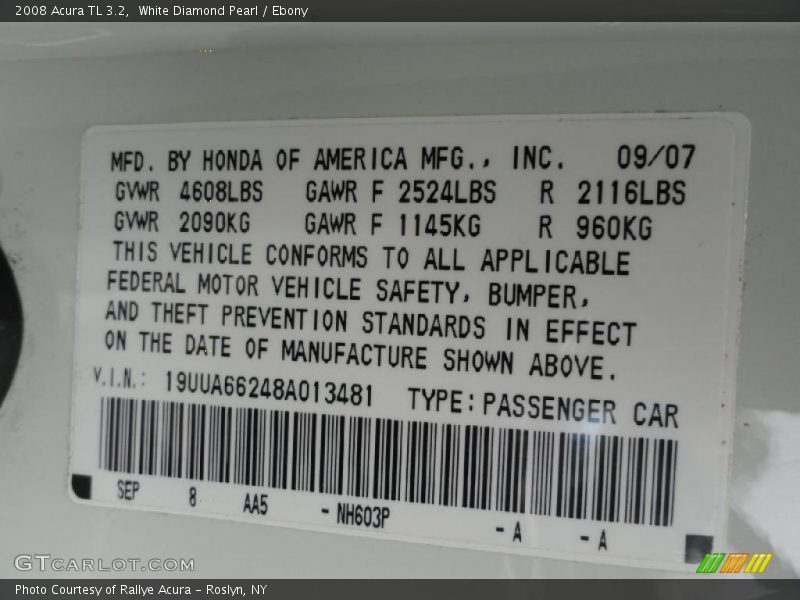 2008 Acura TL 3.2,  White Diamond Pearl / Ebony
MFD. BY HONDA OF AMERICA MFG., INC. 09/07
GVWR 4608LBS GAWR F 2524LBS R 2116LBS
GVWR 2090KG GAWR F 1145KG R 960KG
THIS VEHICLE CONFORMS TO ALL APPLICABLE
FEDERAL MOTOR VEHICLE SAFETY, BUMPER,
AND THEFT PREVENTION STANDARDS IN EFFECT
ON THE DATE OF MANUFACTURE SHOWN ABOVE.
V.I.N.: 19UUA66248A013481 TYPE:PASSENGER CAR
SEP 8 AA5 - NH603P - A - A
GTCARLOT.COM
Photo Courtesy of Rallye Acura – Roslyn, NY